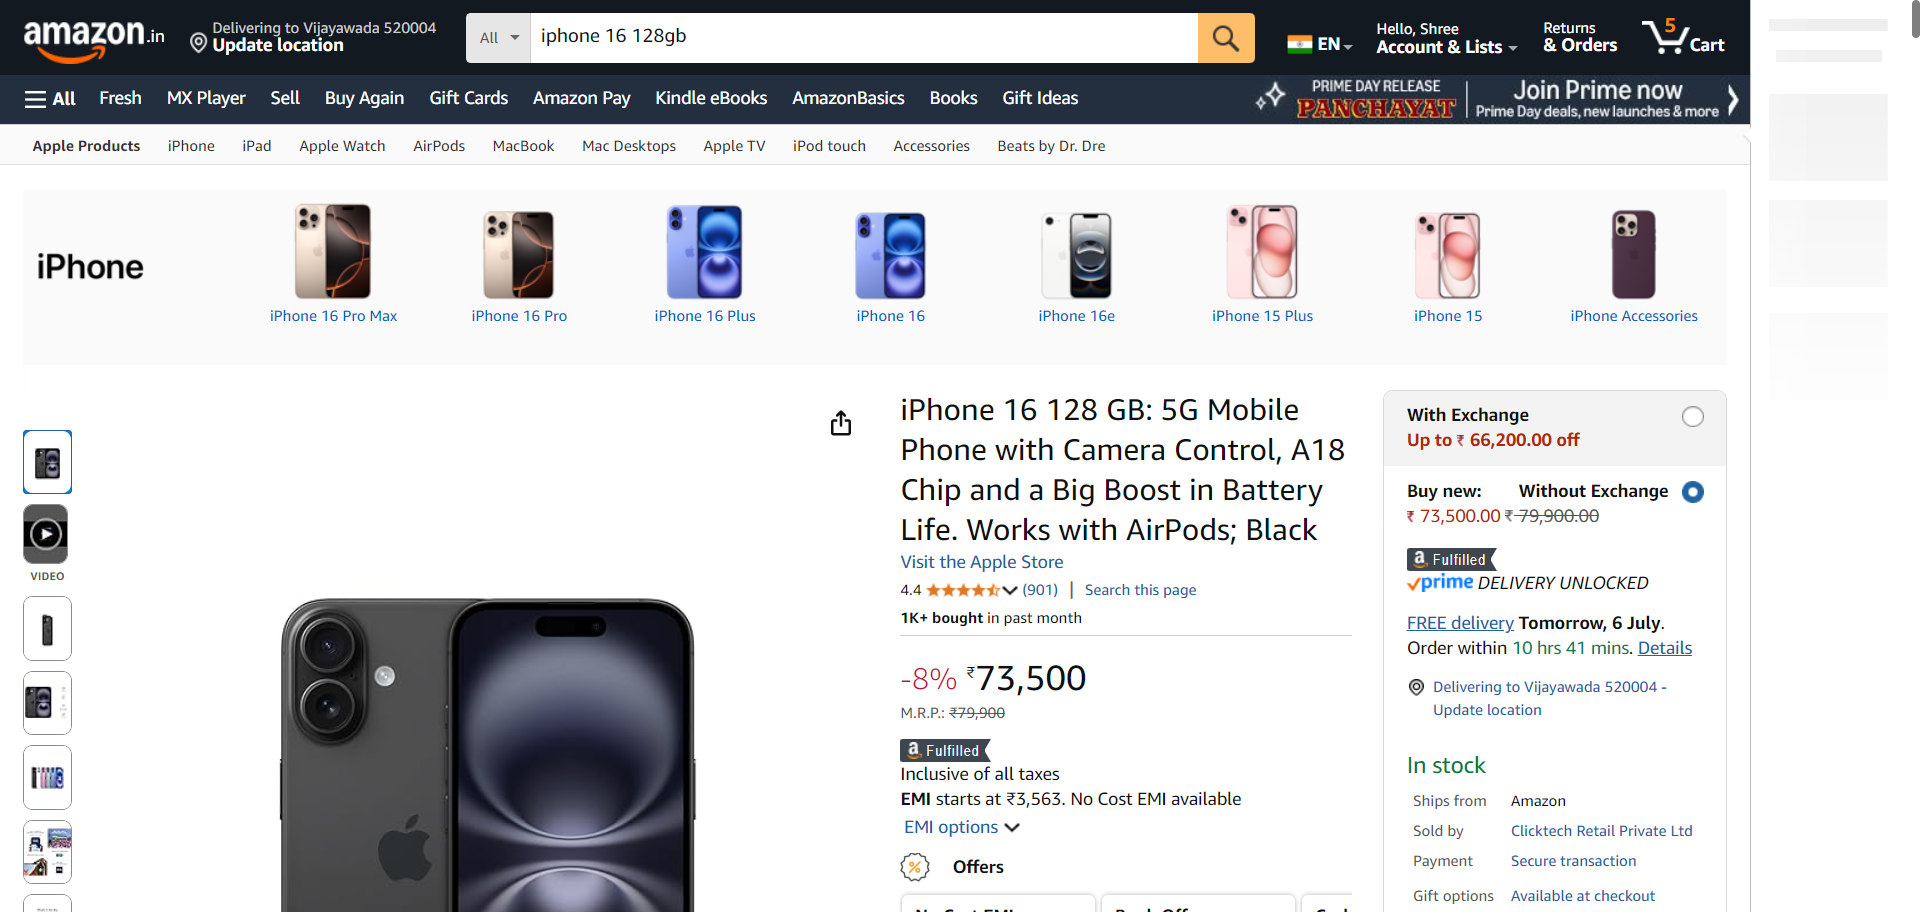 amazon.in
Delivering to Vijayawada 520004
Update location
All
iphone 16 128gb
EN
Hello, Shree
Account & Lists
Returns
& Orders
5
Cart
All
Fresh
MX Player
Sell
Buy Again
Gift Cards
Amazon Pay
Kindle eBooks
AmazonBasics
Books
Gift Ideas
PRIME DAY RELEASE
PANCHAYAT
Join Prime now
Prime Day deals, new launches & more
Apple Products
iPhone
iPad
Apple Watch
AirPods
MacBook
Mac Desktops
Apple TV
iPod touch
Accessories
Beats by Dr. Dre
iPhone
iPhone 16 Pro Max
iPhone 16 Pro
iPhone 16 Plus
iPhone 16
iPhone 16e
iPhone 15 Plus
iPhone 15
iPhone Accessories
VIDEO
iPhone 16 128 GB: 5G Mobile
Phone with Camera Control, A18
Chip and a Big Boost in Battery
Life. Works with AirPods; Black
Visit the Apple Store
4.4 (901) | Search this page
1K+ bought in past month
-8% ₹73,500
M.R.P.: ₹79,900
a Fulfilled
Inclusive of all taxes
EMI starts at ₹3,563. No Cost EMI available
EMI options
% Offers
With Exchange
Up to ₹ 66,200.00 off
Buy new: Without Exchange
₹ 73,500.00 ₹ 79,900.00
a Fulfilled
prime DELIVERY UNLOCKED
FREE delivery Tomorrow, 6 July.
Order within 10 hrs 41 mins. Details
Delivering to Vijayawada 520004 -
Update location
In stock
Ships from Amazon
Sold by Clicktech Retail Private Ltd
Payment Secure transaction
Gift options Available at checkout